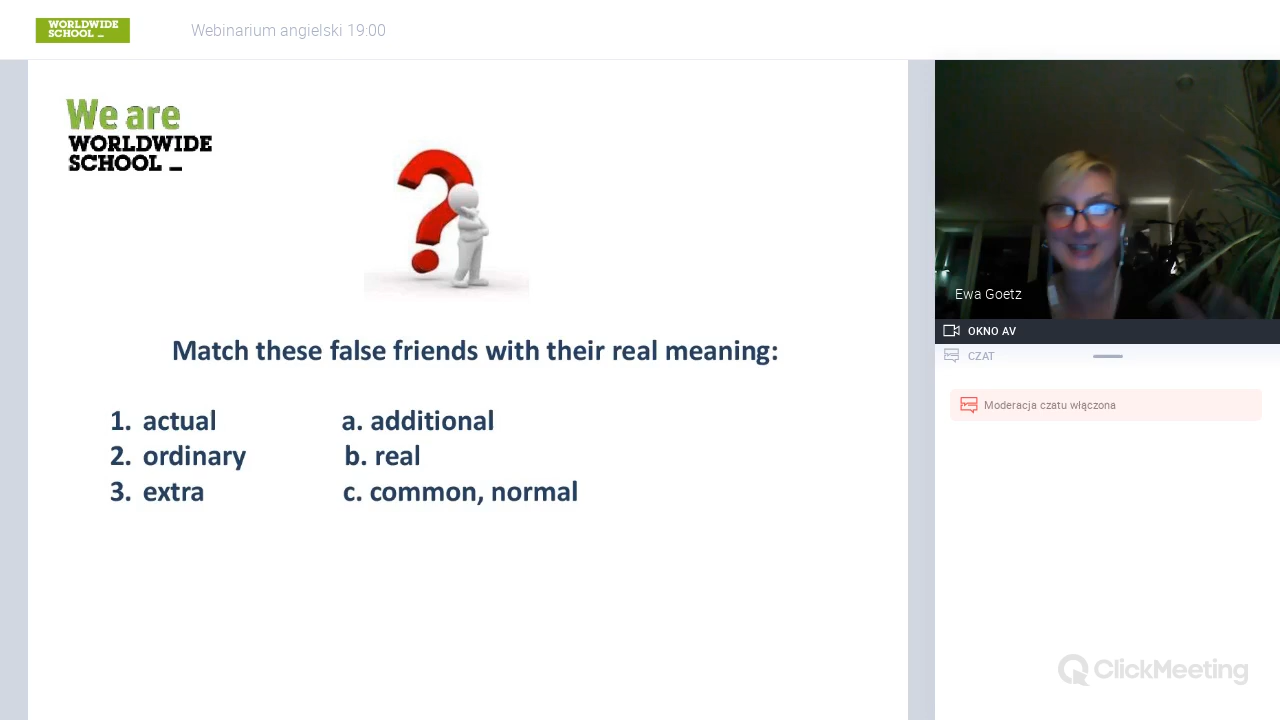 WORLDWIDE
SCHOOL _
Webinarium angielski 19:00
We are
WORLDWIDE
SCHOOL _
Match these false friends with their real meaning:
1. actual a. additional
2. ordinary b. real
3. extra c. common, normal
Ewa Goetz
OKNO AV
CZAT
Moderacja czatu włączona
ClickMeeting